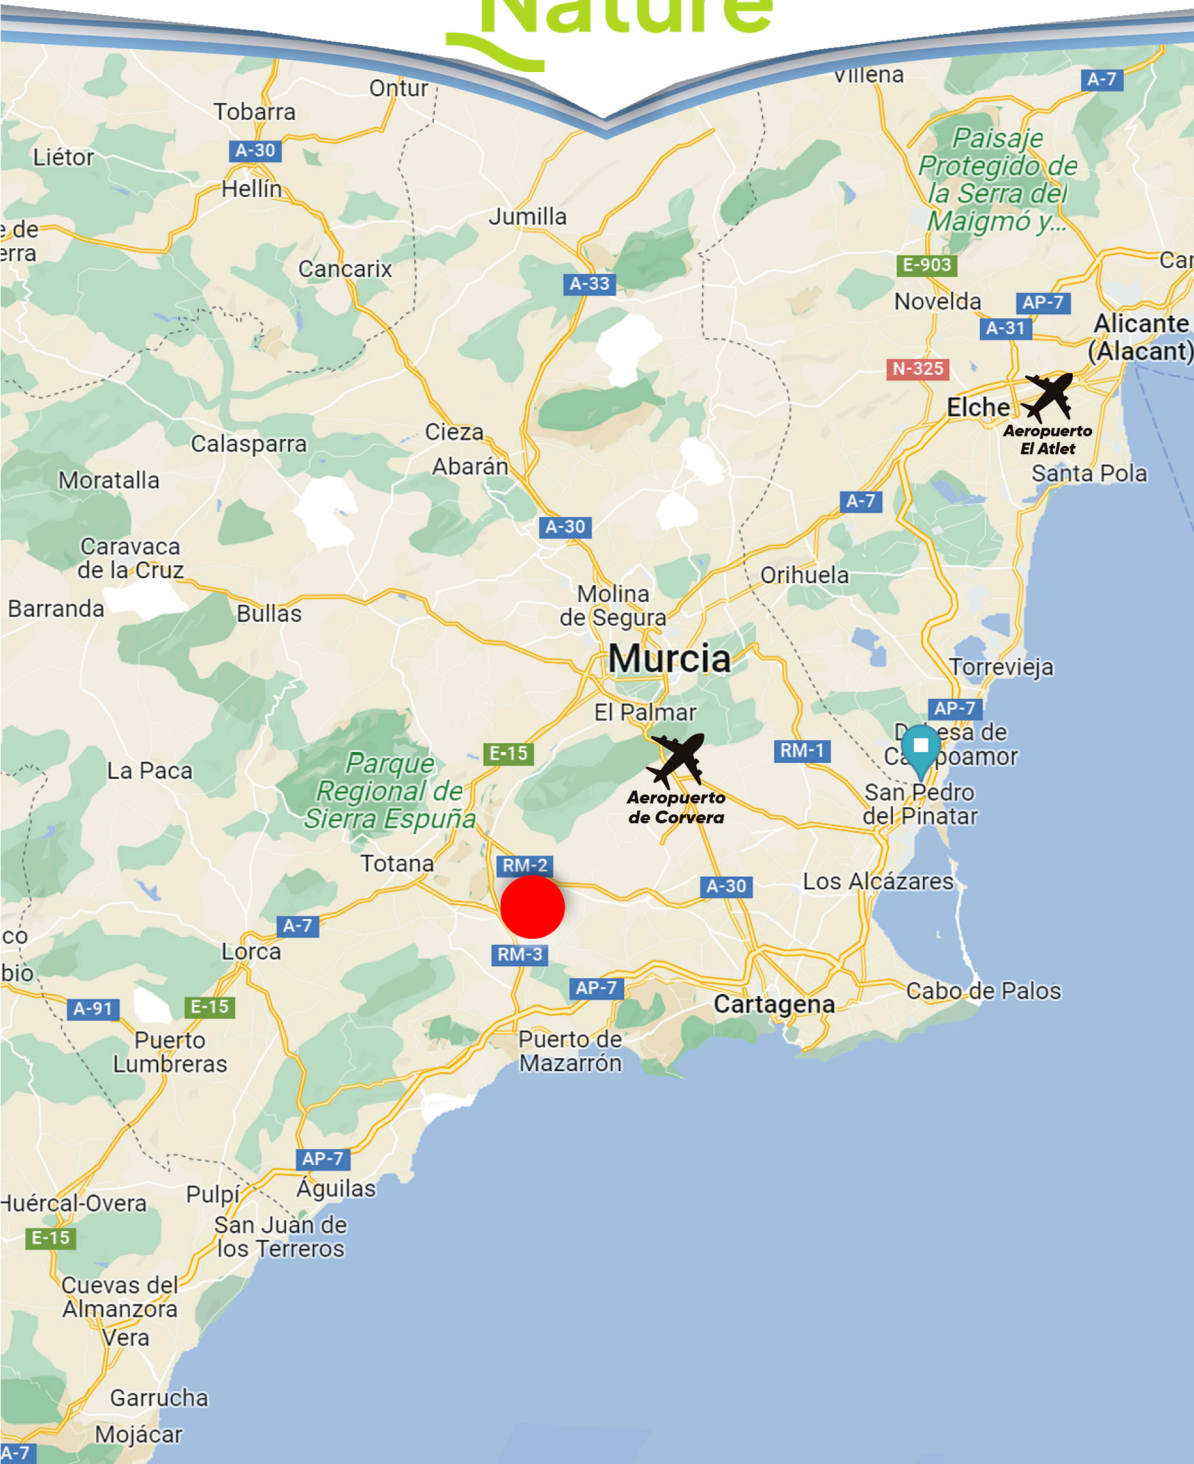 Nature
Ontur
Villena
A-7
Tobarra
Liétor
A-30
Paisaje
Protegido de
la Serra del
Maigmó y...
Hellín
Jumilla
e de
erra
Cancarix
E-903
Car
A-33
Novelda
AP-7
A-31
Alicante
(Alacant)
N-325
Elche
Aeropuerto
El Atlet
Cieza
Calasparra
Abarán
Santa Pola
Moratalla
A-7
A-30
Caravaca
de la Cruz
Orihuela
Molina
de Segura
Barranda
Bullas
Murcia
Torrevieja
El Palmar
AP-7
E-15
RM-1
San Pedro
del Pinatar
La Paca
Parque
Regional de
Sierra Espuña
Aeropuerto
de Corvera
Totana
RM-2
A-30
Los Alcázares
A-7
co
Lorca
RM-3
bio
AP-7
Cabo de Palos
A-91
E-15
Cartagena
Puerto
Lumbreras
Puerto de
Mazarrón
AP-7
Águilas
Huércal-Overa
Pulpí
San Juan de
los Terreros
E-15
Cuevas del
Almanzora
Vera
Garrucha
Mojácar
A-7